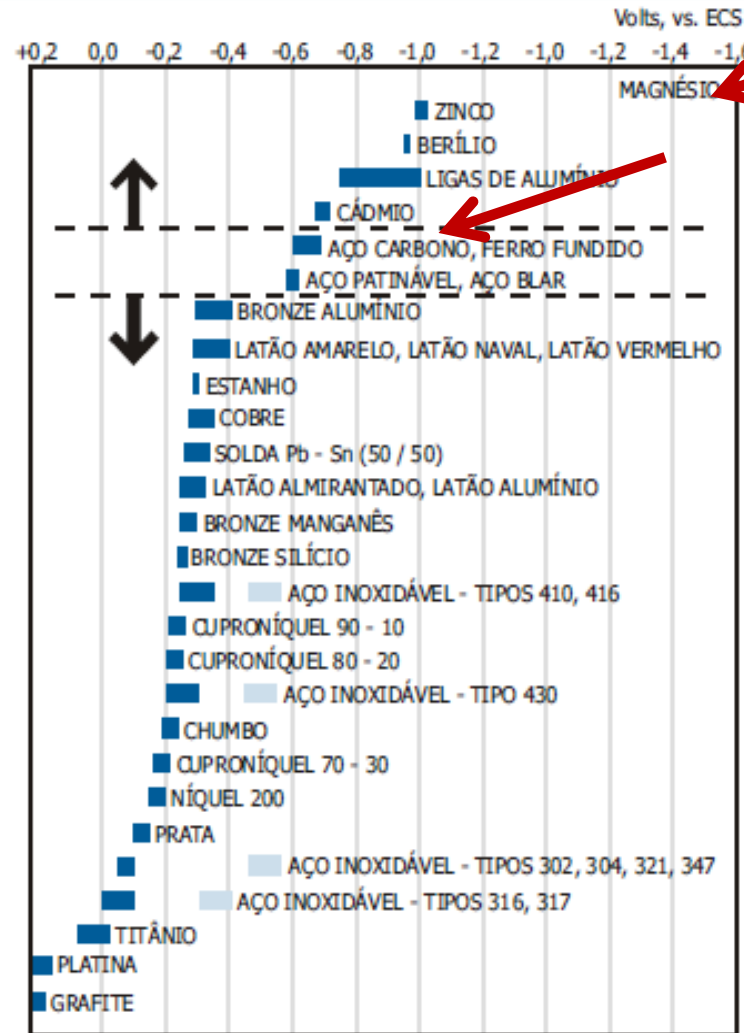 Volts, vs. ECS
+0,2 0,0 -0,2 -0,4 -0,6 -0,8 -1,0 -1,0 -1,2 -1,4 -1,6
MAGNÉSIO
ZINCO
BERÍLIO
LIGAS DE ALUMÍNIO
CÁDMIO
AÇO CARBONO, FERRO FUNDIDO
AÇO PATINÁVEL, AÇO BLAR
BRONZE ALUMÍNIO
LATÃO AMARELO, LATÃO NAVAL, LATÃO VERMELHO
ESTANHO
COBRE
SOLDA Pb - Sn (50 / 50)
LATÃO ALMIRANTADO, LATÃO ALUMÍNIO
BRONZE MANGANÊS
BRONZE SILÍCIO
AÇO INOXIDÁVEL - TIPOS 410, 416
CUPRONÍQUEL 90 - 10
CUPRONÍQUEL 80 - 20
AÇO INOXIDÁVEL - TIPO 430
CHUMBO
CUPRONÍQUEL 70 - 30
NÍQUEL 200
PRATA
AÇO INOXIDÁVEL - TIPOS 302, 304, 321, 347
AÇO INOXIDÁVEL - TIPOS 316, 317
TITÂNIO
PLATINA
GRAFITE